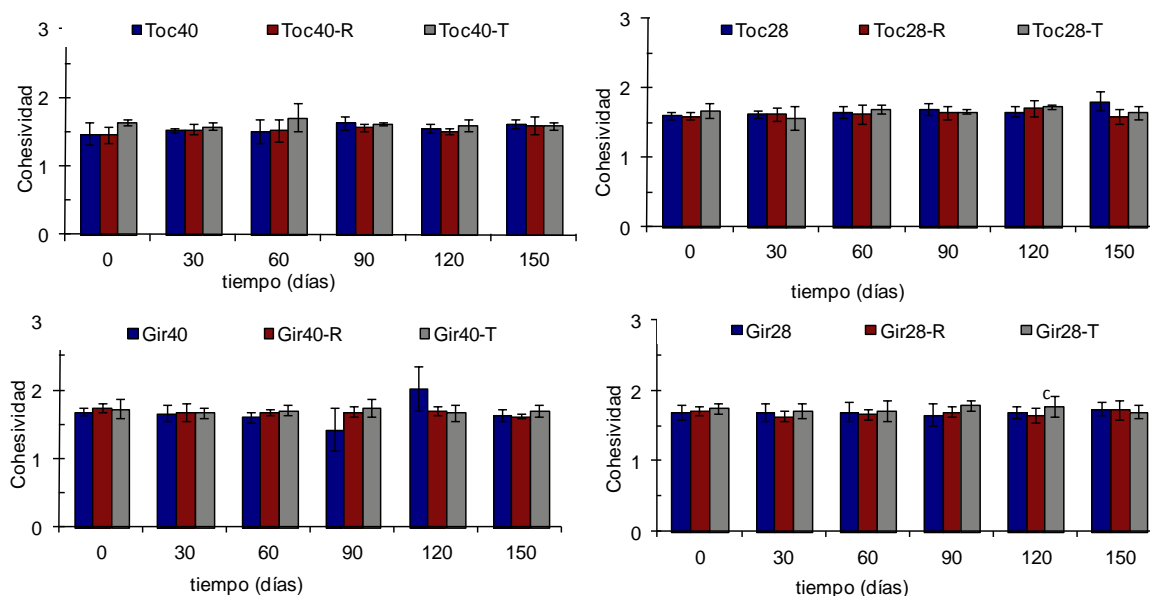 Toc40 Toc40-R Toc40-T
Cohesividad
3
2
1
0
0 30 60 90 120 150
tiempo (días)
Toc28 Toc28-R Toc28-T
Cohesividad
3
2
1
0
0 30 60 90 120 150
tiempo (días)
Gir40 Gir40-R Gir40-T
Cohesividad
3
2
1
0
0 30 60 90 120 150
tiempo (días)
Gir28 Gir28-R Gir28-T
Cohesividad
3
2
1
0
c
0 30 60 90 120 150
tiempo (días)